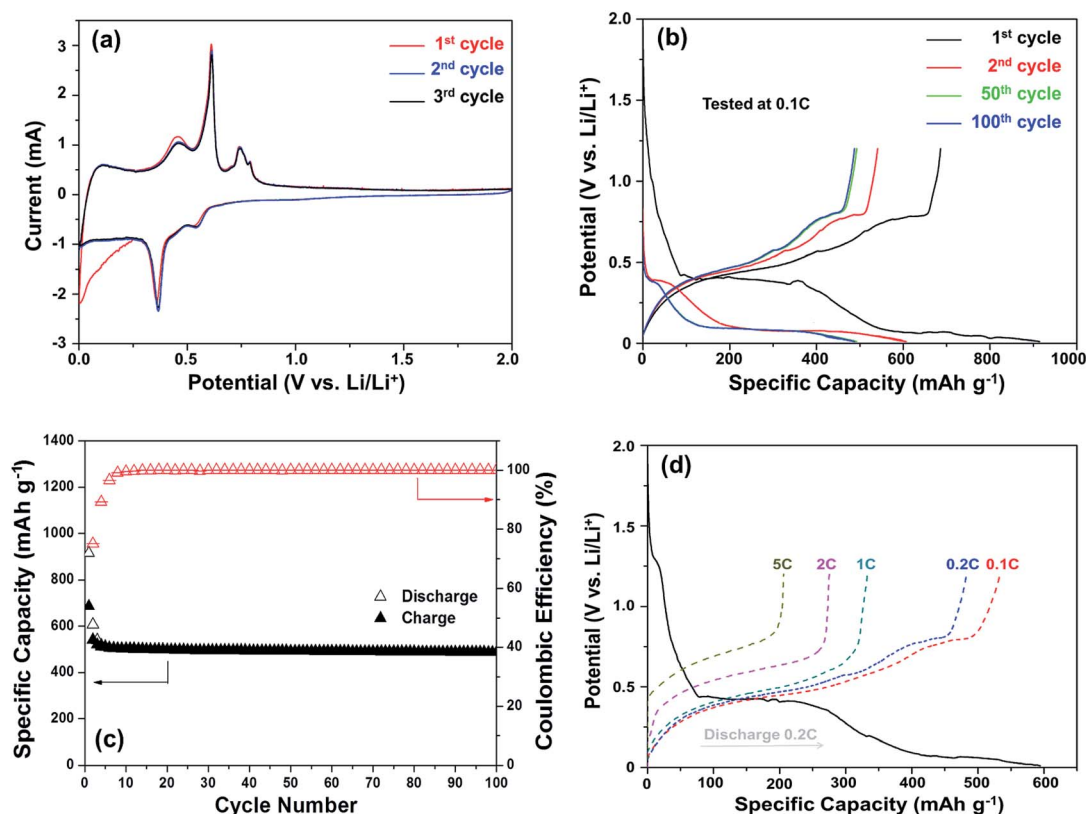 (a)
1st cycle
2nd cycle
3rd cycle
Current (mA)
3
2
1
0
-1
-2
-3
0.0
0.5
1.0
1.5
2.0
Potential (V vs. Li/Li+)
(b)
1st cycle
2nd cycle
50th cycle
100th cycle
Tested at 0.1C
Potential (V vs. Li/Li+)
2.0
1.5
1.0
0.5
0
0
200
400
600
800
1000
Specific Capacity (mAh g-1)
Specific Capacity (mAh g-1)
1400
1200
1000
800
600
400
200
0
Discharge
Charge
(c)
0
10
20
30
40
50
60
70
80
90
100
Cycle Number
100
80
60
40
20
0
Coulombic Efficiency (%)
(d)
Potential (V vs. Li/Li+)
2.0
1.5
1.0
0.5
0
5C
2C
1C
0.2C
0.1C
Discharge 0.2C
0
100
200
300
400
500
600
Specific Capacity (mAh g-1)